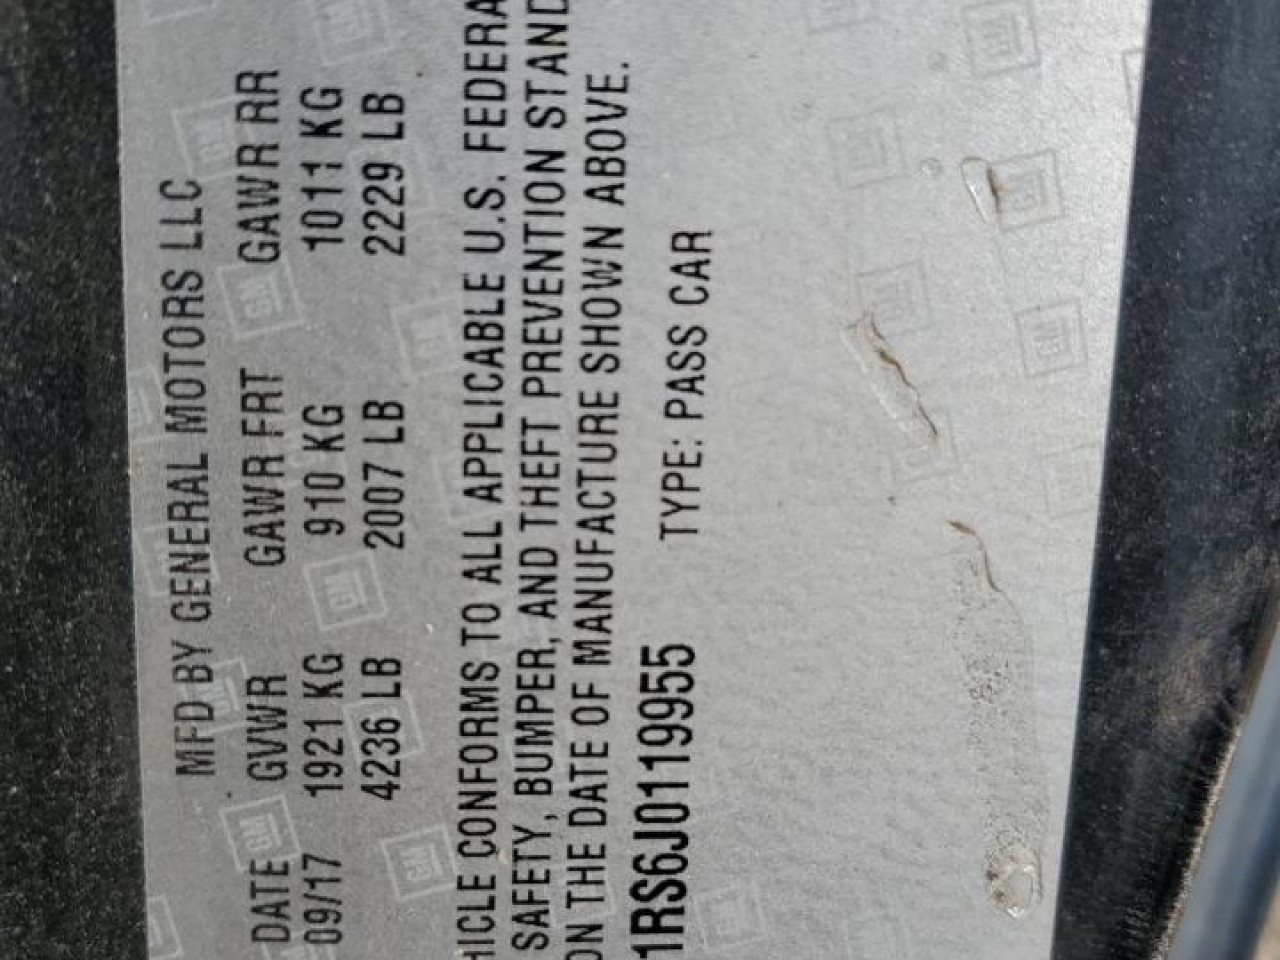 MFD BY GENERAL MOTORS LLC
DATE GVWR GAWR FRT GAWR RR
09/17 1921 KG 910 KG 1011 KG
4236 LB 2007 LB 2229 LB
HICLE CONFORMS TO ALL APPLICABLE U.S. FEDERA
SAFETY, BUMPER, AND THEFT PREVENTION STAND
ON THE DATE OF MANUFACTURE SHOWN ABOVE.
1RS6J0119955 TYPE: PASS CAR